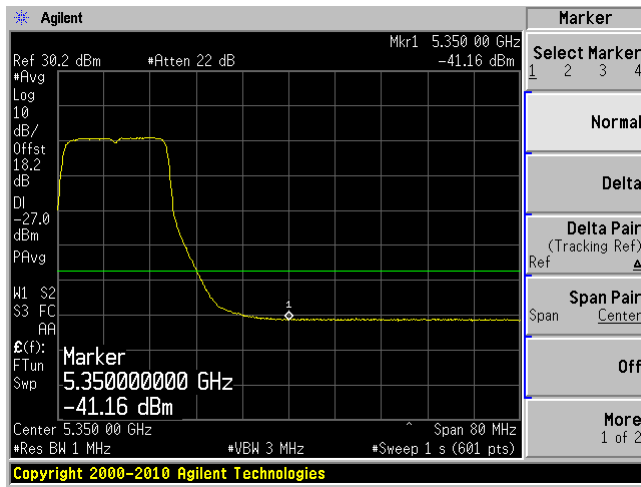 Agilent
Marker
Mkr1 5.350 00 GHz
Ref 30.2 dBm #Atten 22 dB -41.16 dBm
#Avg
Log
10
dB/
Offst
18.2
dB
DI
-27.0
dBm
PAvg
W1 S2
S3 FC
AA
£(f):
FTun
Swp
1
Marker
5.350000000 GHz
-41.16 dBm
Center 5.350 00 GHz ^ Span 80 MHz
#Res BW 1 MHz #VBW 3 MHz #Sweep 1 s (601 pts)
Copyright 2000-2010 Agilent Technologies
Select Marker
1 2 3 4
Normal
Delta
Delta Pair
(Tracking Ref)
Ref Δ
Span Pair
Span Center
Off
More
1 of 2